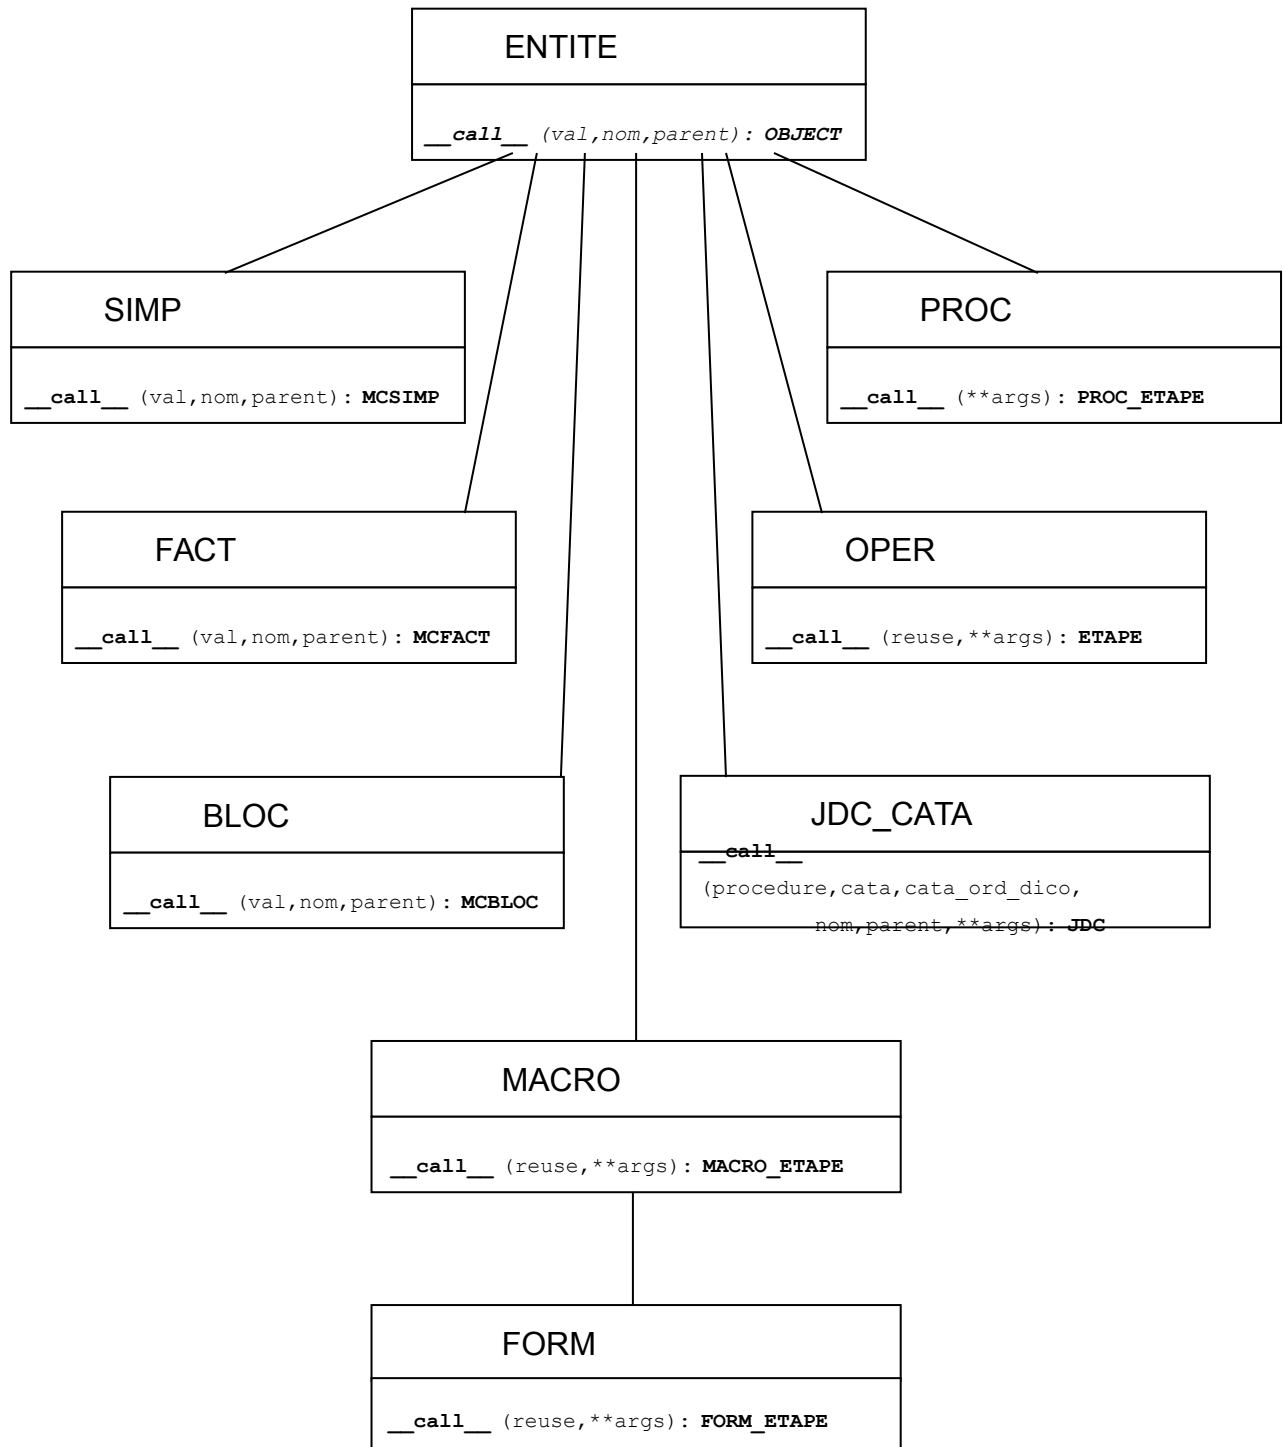 ENTITE
__call__ (val,nom,parent): OBJECT
SIMP
__call__ (val,nom,parent): MCSIMP
PROC
__call__ (**args): PROC_ETAPE
FACT
__call__ (val,nom,parent): MCFACT
OPER
__call__ (reuse,**args): ETAPE
BLOC
__call__ (val,nom,parent): MCBLOC
JDC_CATA
__call__
(procedure,cata,cata_ord_dico,
nom,parent,**args): JDC
MACRO
__call__ (reuse,**args): MACRO_ETAPE
FORM
__call__ (reuse,**args): FORM_ETAPE